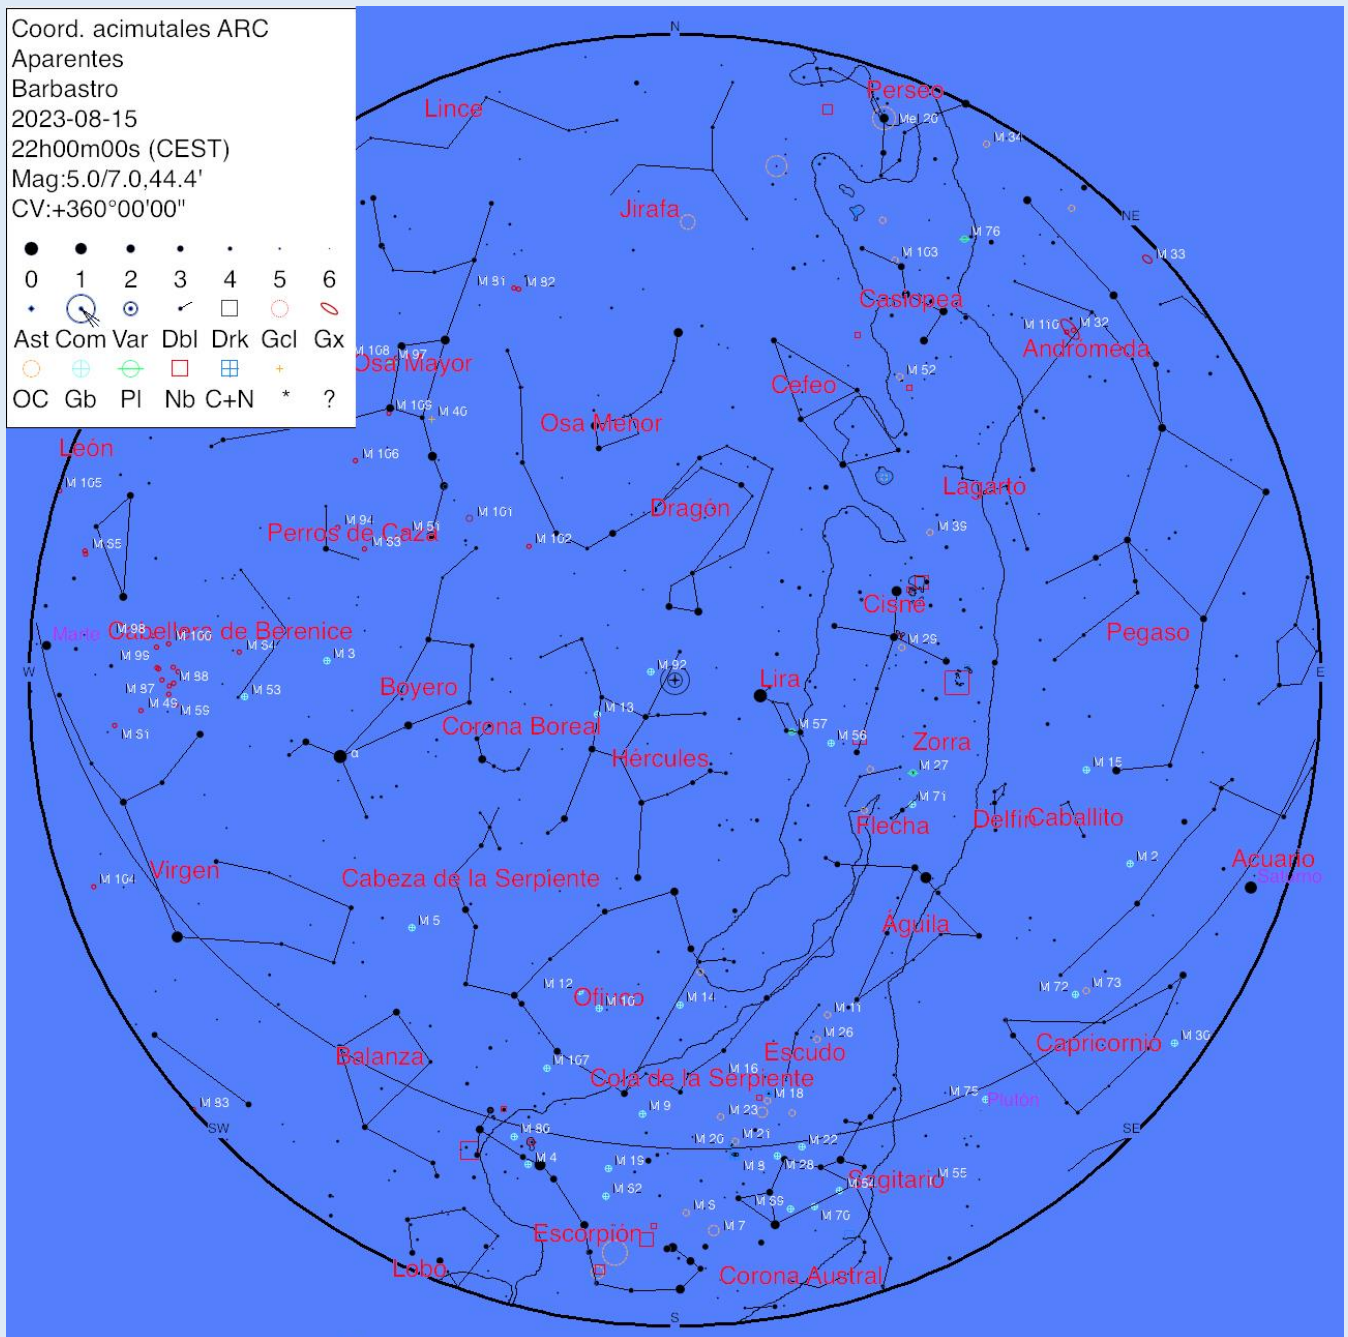 Coord. acimutales ARC
Aparentes
Barbastro
2023-08-15
22h00m00s (CEST)
Mag:5.0/7.0,44.4'
CV:+360°00'00"
0 1 2 3 4 5 6
Ast Com Var Dbl Drk Gcl Gx
OC Gb Pl Nb C+N * ?
N
Perseo
Lince
Mel 20
M 34
Jirafa
NE
M 76
M 103
M 33
M 81 M 82
Casiopea
M 110 M 32
Andrómeda
M 108 M 97
Osa Mayor
M 52
Cefeo
M 109 M 40
Osa Menor
León
M 106
M 105
Lagarto
Dragón
M 101
M 94 M 51
Perros de Caza
M 39
M 63
M 102
M 65
Cisne
M 98
Cabellera de Berenice
Marte
M 100
Pegaso
M 64
M 29
M 99
M 3
M 92
W
E
M 88
Lira
M 87
Boyero
M 53
M 49
M 59
M 13
Corona Boreal
M 57
M 61
M 56
Zorra
α
Hércules
M 27
M 15
M 71
Flecha
Delfín
Caballito
M 2
Acuario
Virgen
M 104
Cabeza de la Serpiente
Saturno
M 5
Águila
M 12
M 72 M 73
Ofiuco
M 10
M 14
M 11
M 26
Balanza
Escudo
Capricornio
M 30
M 107
M 16
Cola de la Serpiente
M 18
M 75
Plutón
M 83
M 9
M 23
SW
SE
M 80
M 20 M 21
M 22
M 4
M 19
M 8
M 28
M 55
Sagitario
M 54
M 62
M 69
M 6
M 70
Escorpión
M 7
Lobo
Corona Austral
S